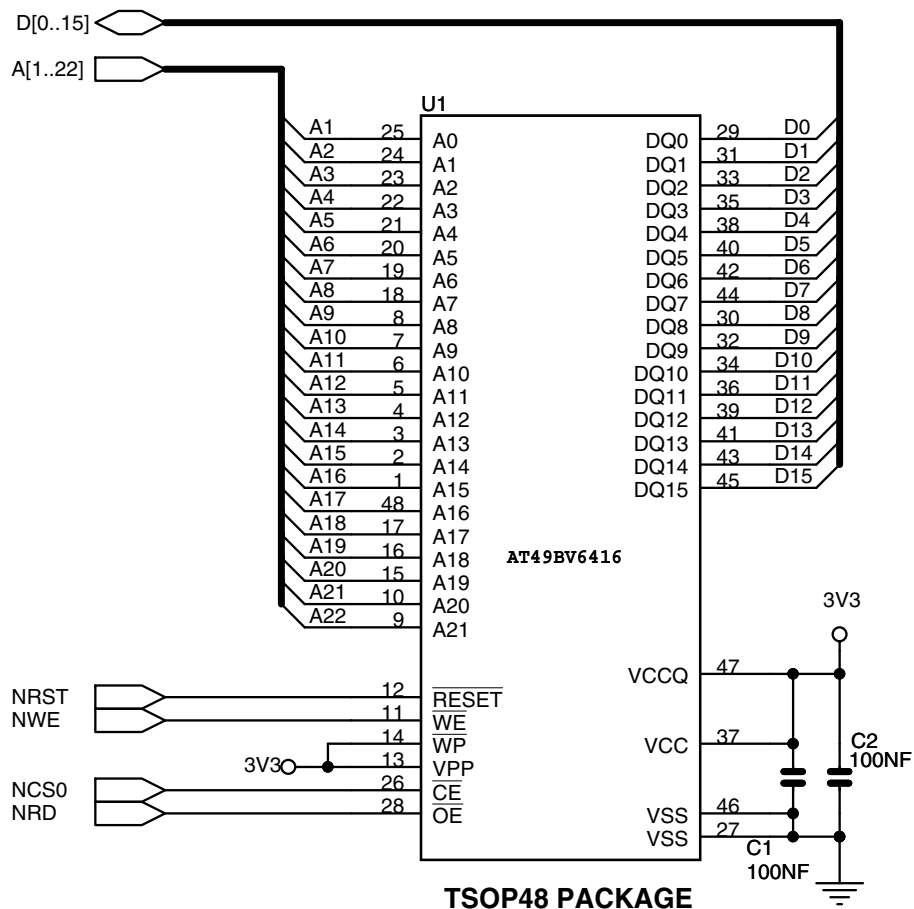 D[0..15]
A[1..22]
U1
A1 25 A0 DQ0 29 D0
A2 24 A1 DQ1 31 D1
A3 23 A2 DQ2 33 D2
A4 22 A3 DQ3 35 D3
A5 21 A4 DQ4 38 D4
A6 20 A5 DQ5 40 D5
A7 19 A6 DQ6 42 D6
A8 18 A7 DQ7 44 D7
A9 8 A8 DQ8 30 D8
A10 7 A9 DQ9 32 D9
A11 6 A10 DQ10 34 D10
A12 5 A11 DQ11 36 D11
A13 4 A12 DQ12 39 D12
A14 3 A13 DQ13 41 D13
A15 2 A14 DQ14 43 D14
A16 1 A15 DQ15 45 D15
A17 48 A16
A18 17 A17
A19 16 A18 AT49BV6416
A20 15 A19
A21 10 A20
A22 9 A21
3V3
VCCQ 47
NRST 12 RESET
NWE 11 WE
14 WP VCC 37 C2
3V3 13 VPP 100NF
NCS0 26 CE
NRD 28 OE VSS 46
VSS 27
C1
100NF
TSOP48 PACKAGE